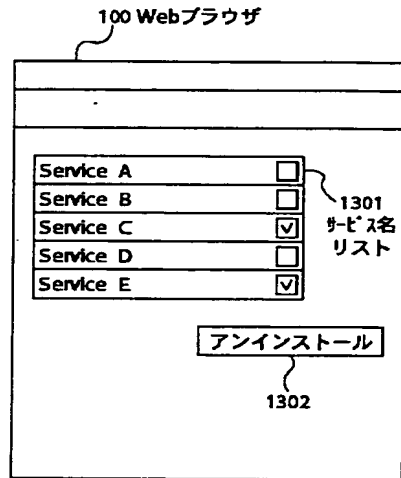 100 Webブラウザ
Service A
Service B
Service C
Service D
Service E
1301
サービス名
リスト
アンインストール
1302